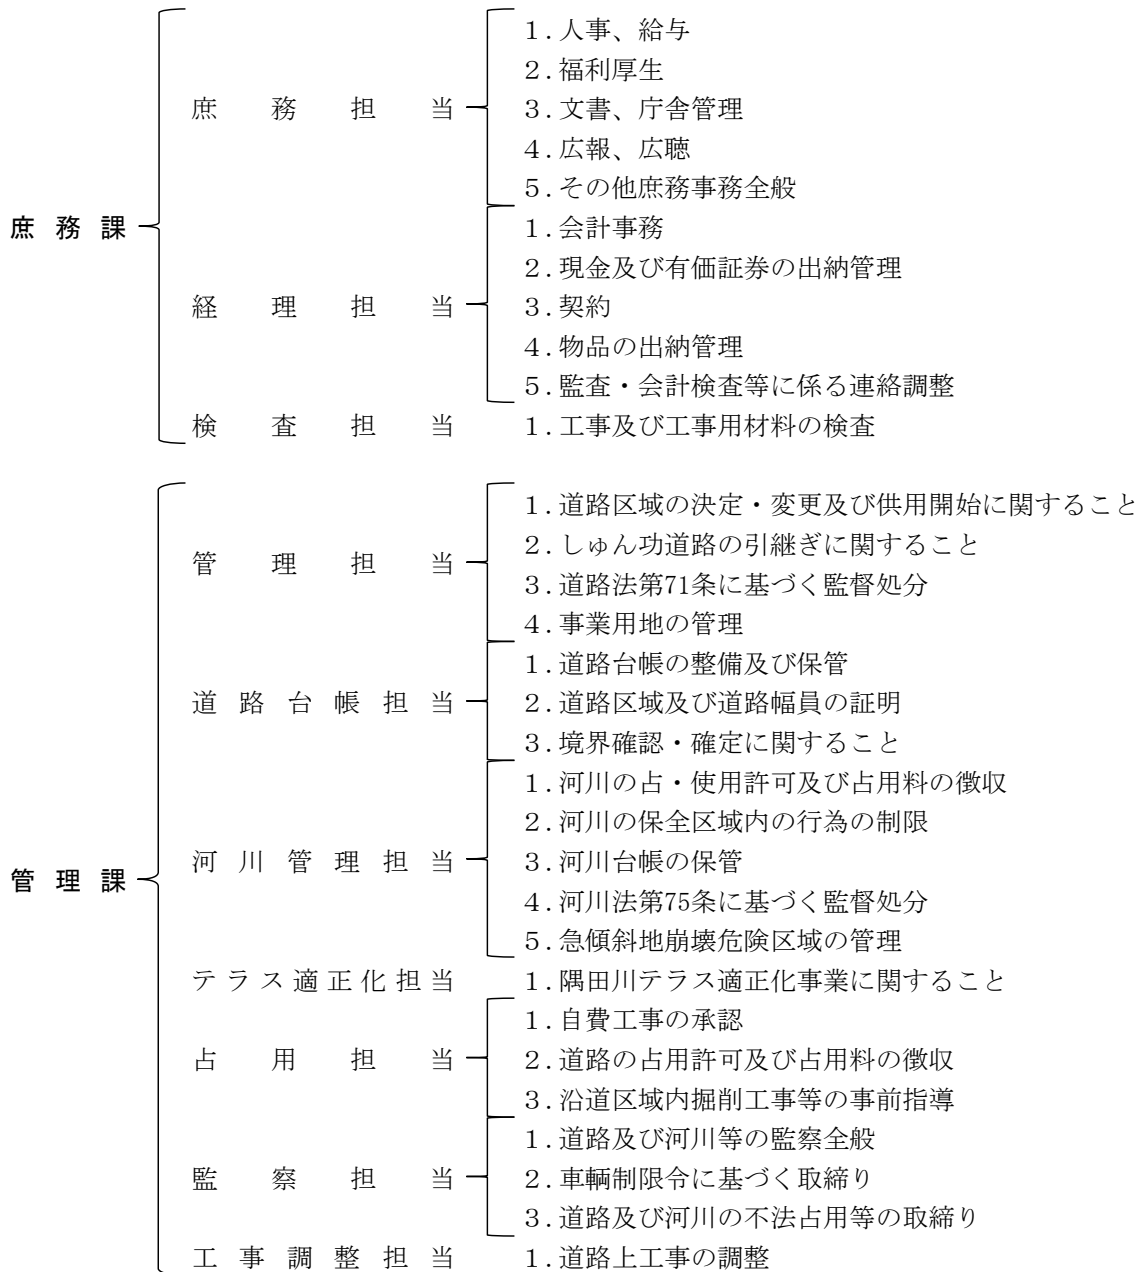 庶務課
庶務担当
１.人事、給与
２.福利厚生
３.文書、庁舎管理
４.広報、広聴
５.その他庶務事務全般
経理担当
１.会計事務
２.現金及び有価証券の出納管理
３.契約
４.物品の出納管理
５.監査・会計検査等に係る連絡調整
検査担当
１.工事及び工事用材料の検査
管理課
管理担当
１.道路区域の決定・変更及び供用開始に関すること
２.しゅん功道路の引継ぎに関すること
３.道路法第71条に基づく監督処分
４.事業用地の管理
道路台帳担当
１.道路台帳の整備及び保管
２.道路区域及び道路幅員の証明
３.境界確認・確定に関すること
河川管理担当
１.河川の占・使用許可及び占用料の徴収
２.河川の保全区域内の行為の制限
３.河川台帳の保管
４.河川法第75条に基づく監督処分
５.急傾斜地崩壊危険区域の管理
テラス適正化担当
１.隅田川テラス適正化事業に関すること
占用担当
１.自費工事の承認
２.道路の占用許可及び占用料の徴収
３.沿道区域内掘削工事等の事前指導
監察担当
１.道路及び河川等の監察全般
２.車輌制限令に基づく取締り
３.道路及び河川の不法占用等の取締り
工事調整担当
１.道路上工事の調整